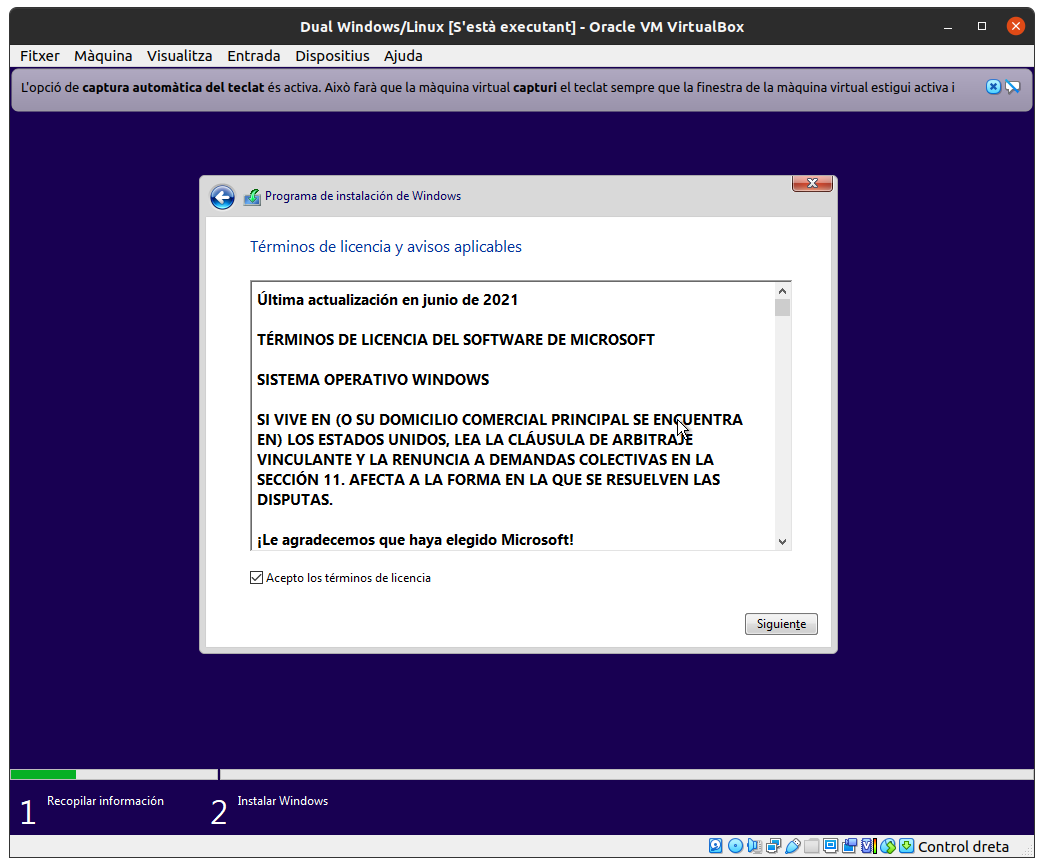 Dual Windows/Linux [S'està executant] - Oracle VM VirtualBox
Fitxer Màquina Visualitza Entrada Dispositius Ajuda
L'opció de captura automàtica del teclat és activa. Això farà que la màquina virtual capturi el teclat sempre que la finestra de la màquina virtual estigui activa i
Programa de instalación de Windows
Términos de licencia y avisos aplicables
Última actualización en junio de 2021
TÉRMINOS DE LICENCIA DEL SOFTWARE DE MICROSOFT
SISTEMA OPERATIVO WINDOWS
SI VIVE EN (O SU DOMICILIO COMERCIAL PRINCIPAL SE ENCUENTRA
EN) LOS ESTADOS UNIDOS, LEA LA CLÁUSULA DE ARBITRAJE
VINCULANTE Y LA RENUNCIA A DEMANDAS COLECTIVAS EN LA
SECCIÓN 11. AFECTA A LA FORMA EN LA QUE SE RESUELVEN LAS
DISPUTAS.
¡Le agradecemos que haya elegido Microsoft!
Acepto los términos de licencia
Siguiente
1 Recopilar información
2 Instalar Windows
Control dreta